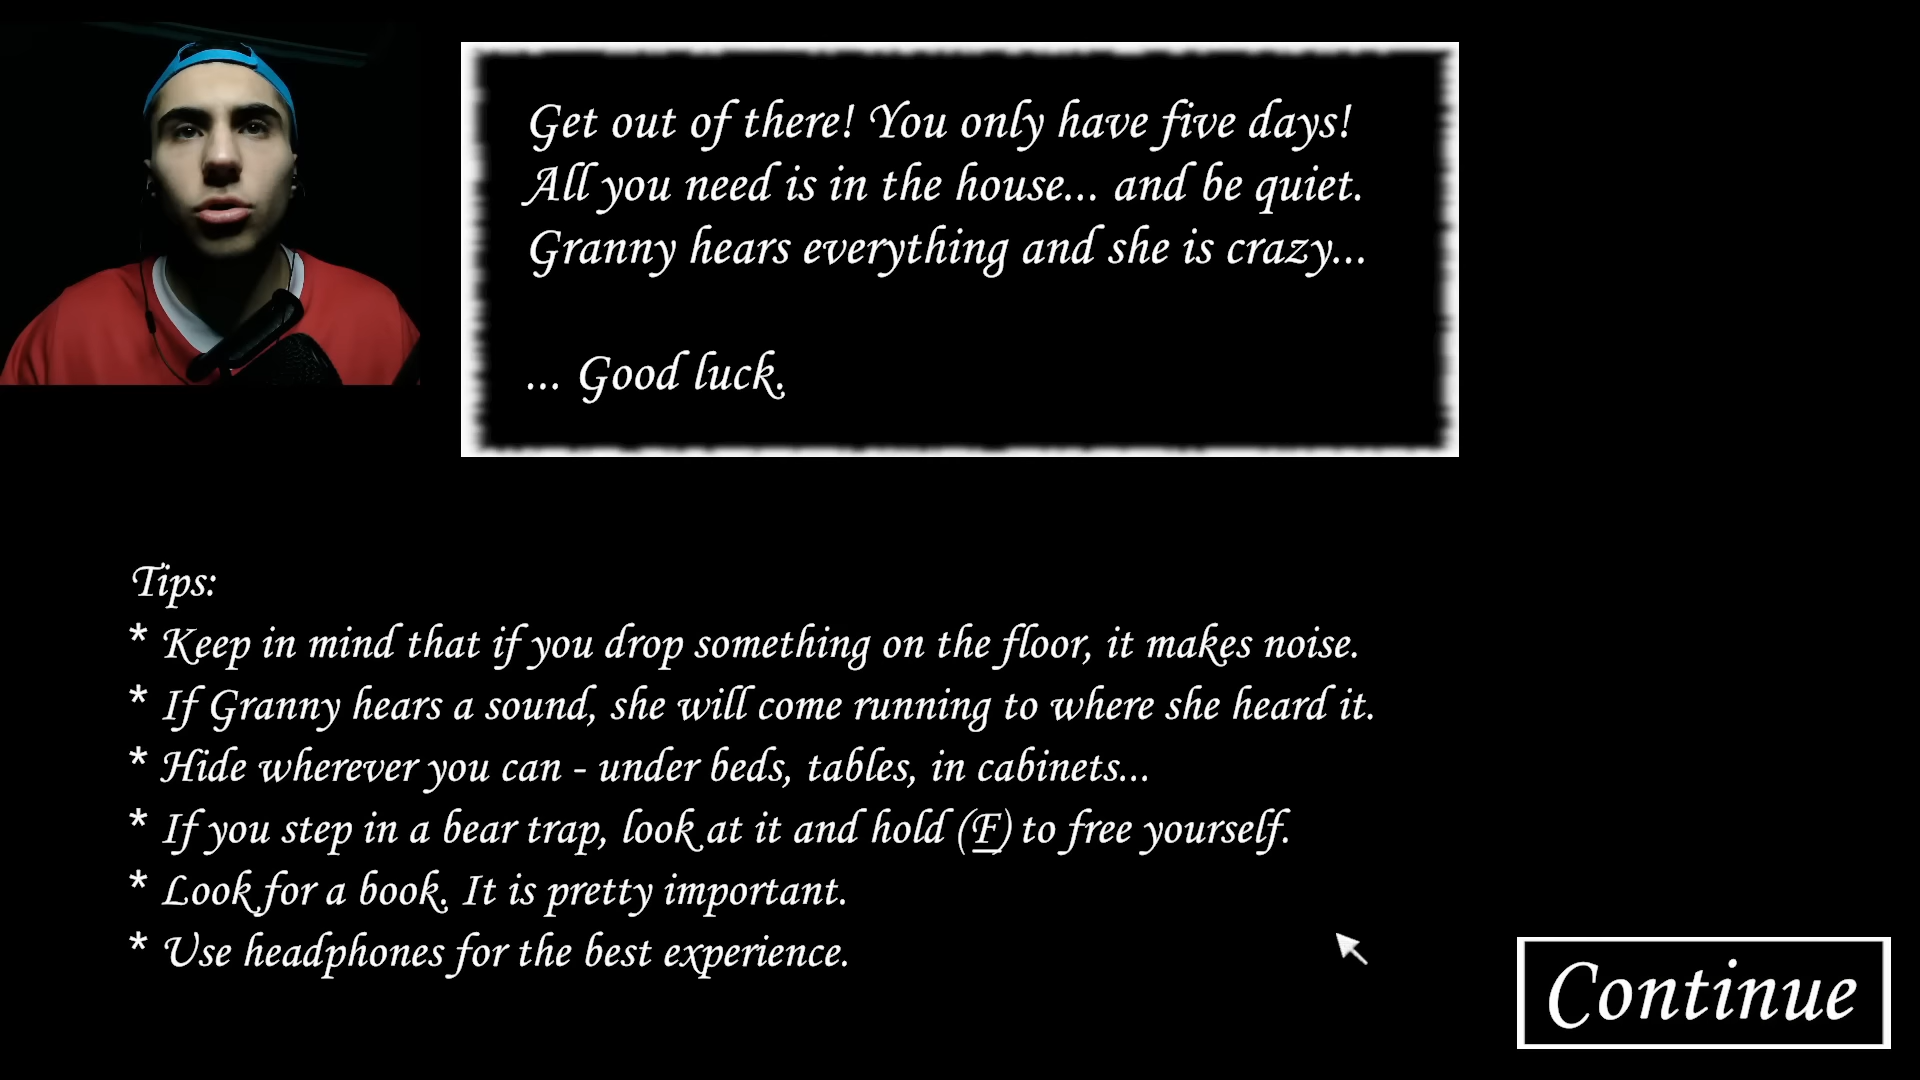 Get out of there! You only have five days!
All you need is in the house... and be quiet.
Granny hears everything and she is crazy...
... Good luck.
Tips:
* Keep in mind that if you drop something on the floor, it makes noise.
* If Granny hears a sound, she will come running to where she heard it.
* Hide wherever you can - under beds, tables, in cabinets...
* If you step in a bear trap, look at it and hold (F) to free yourself.
* Look for a book. It is pretty important.
* Use headphones for the best experience.
Continue